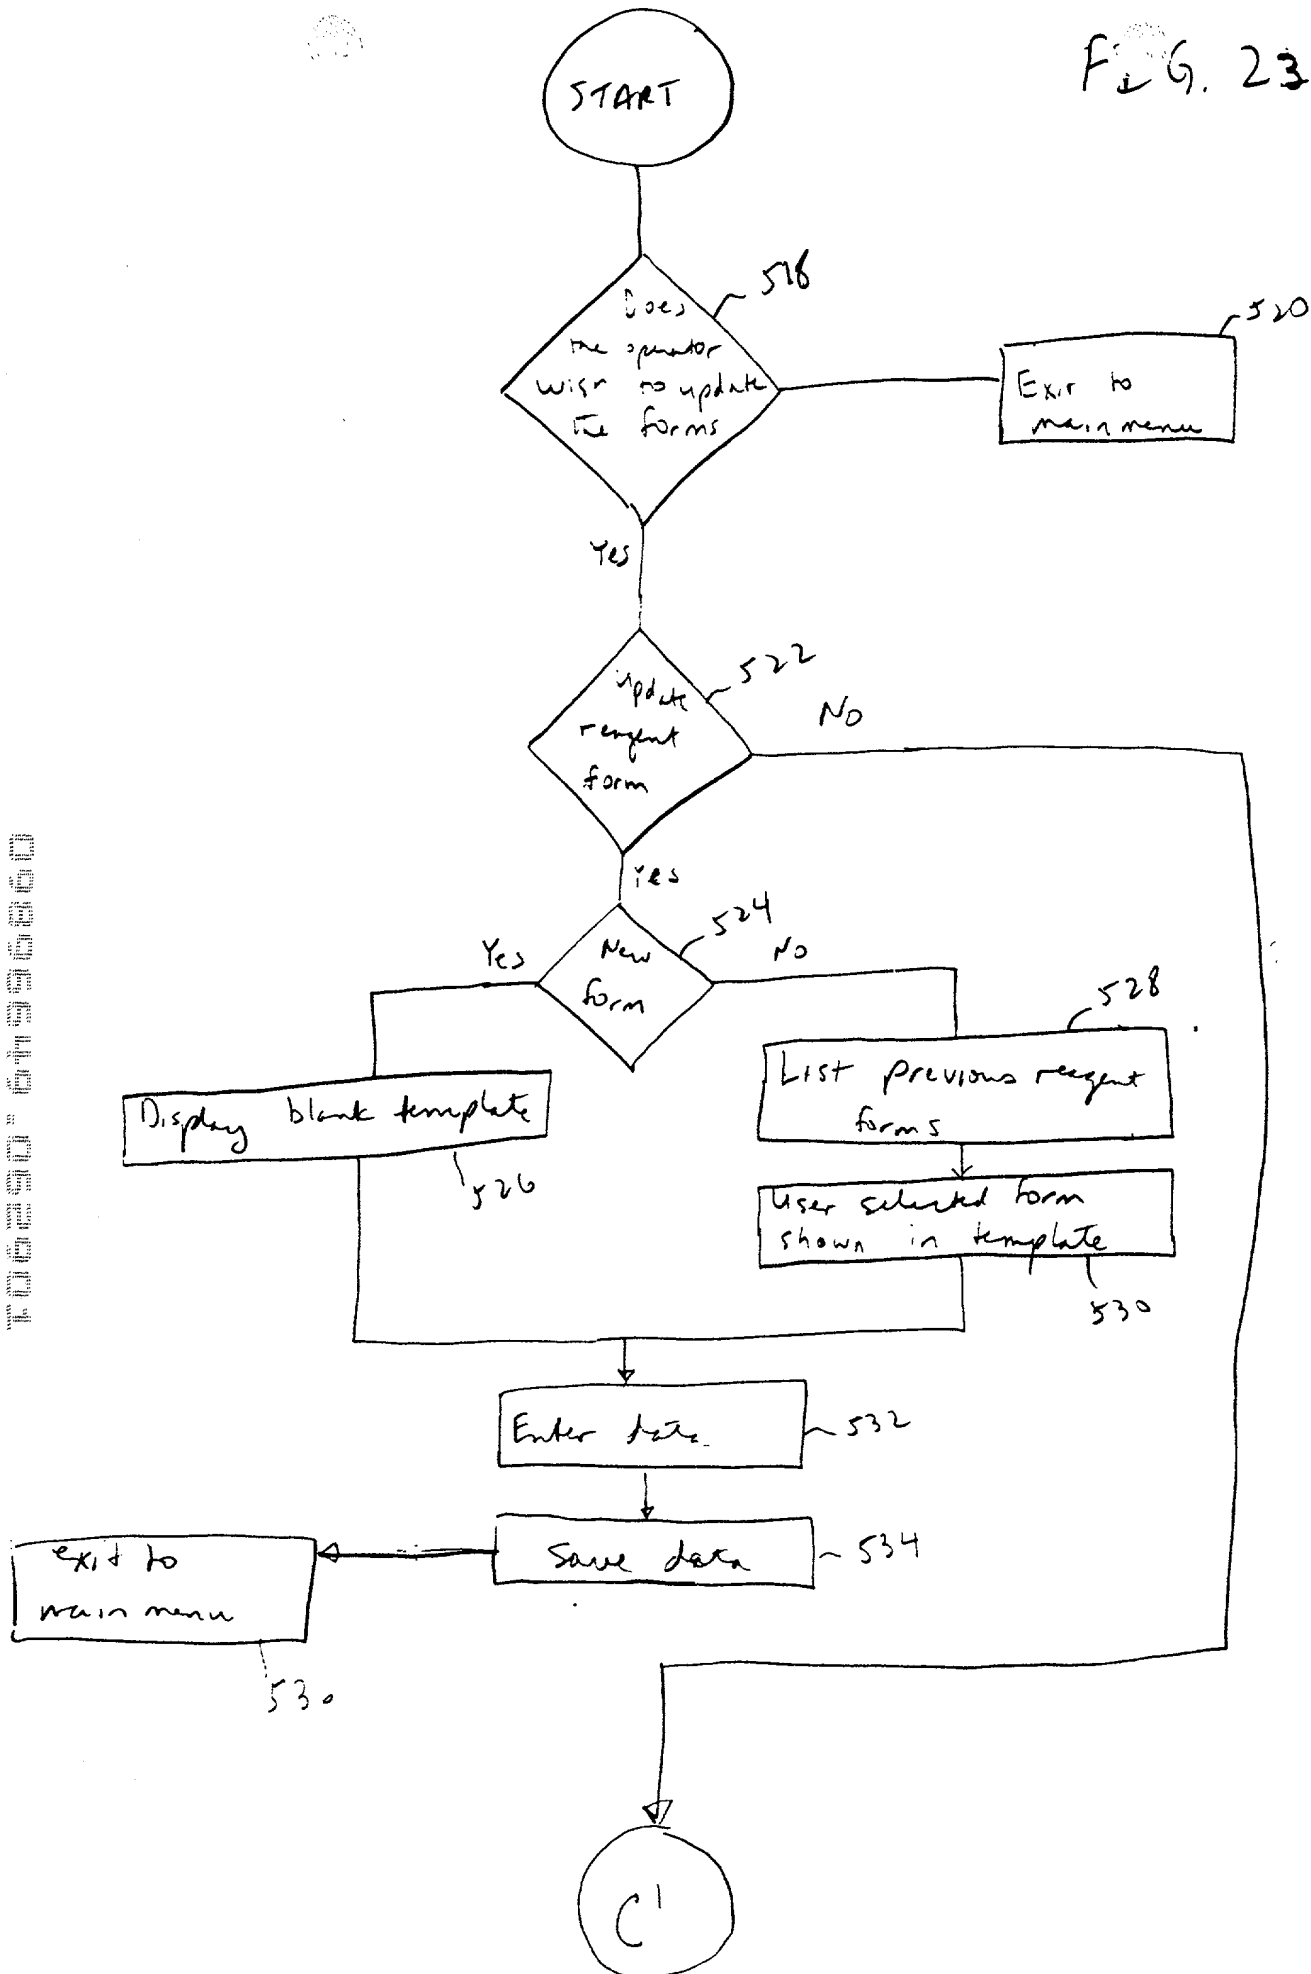 FIG. 23
START
Does
the operator
wish to update
the forms
518
520
Exit to
main menu
Yes
update
reagent
form
522
No
Yes
New
form
524
Yes
No
528
List previous reagent
forms
Display blank template
526
User selected form
shown in template
530
Enter data
532
Save data
534
exit to
main menu
530
C'